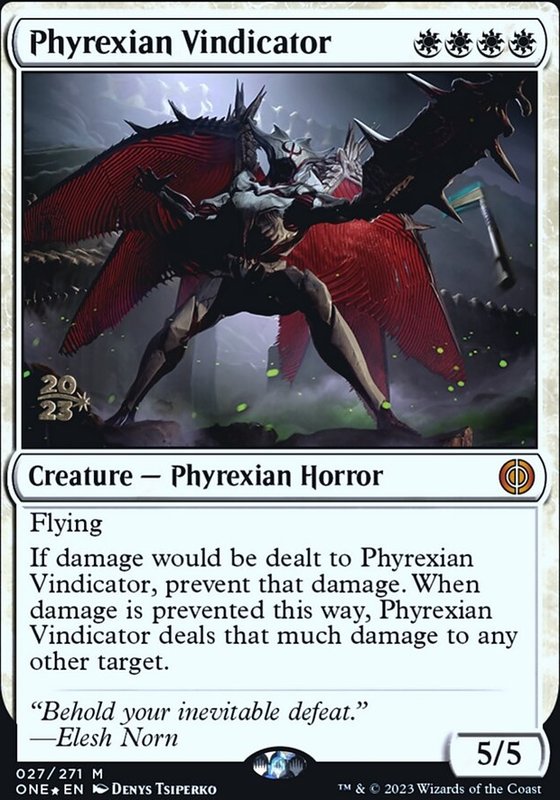 Phyrexian Vindicator
20
23
Creature — Phyrexian Horror
Flying
If damage would be dealt to Phyrexian
Vindicator, prevent that damage. When
damage is prevented this way, Phyrexian
Vindicator deals that much damage to any
other target.
“Behold your inevitable defeat.”
—Elesh Norn
5/5
027/271 M
ONE★EN Denys Tsiperko
™ & © 2023 Wizards of the Coast